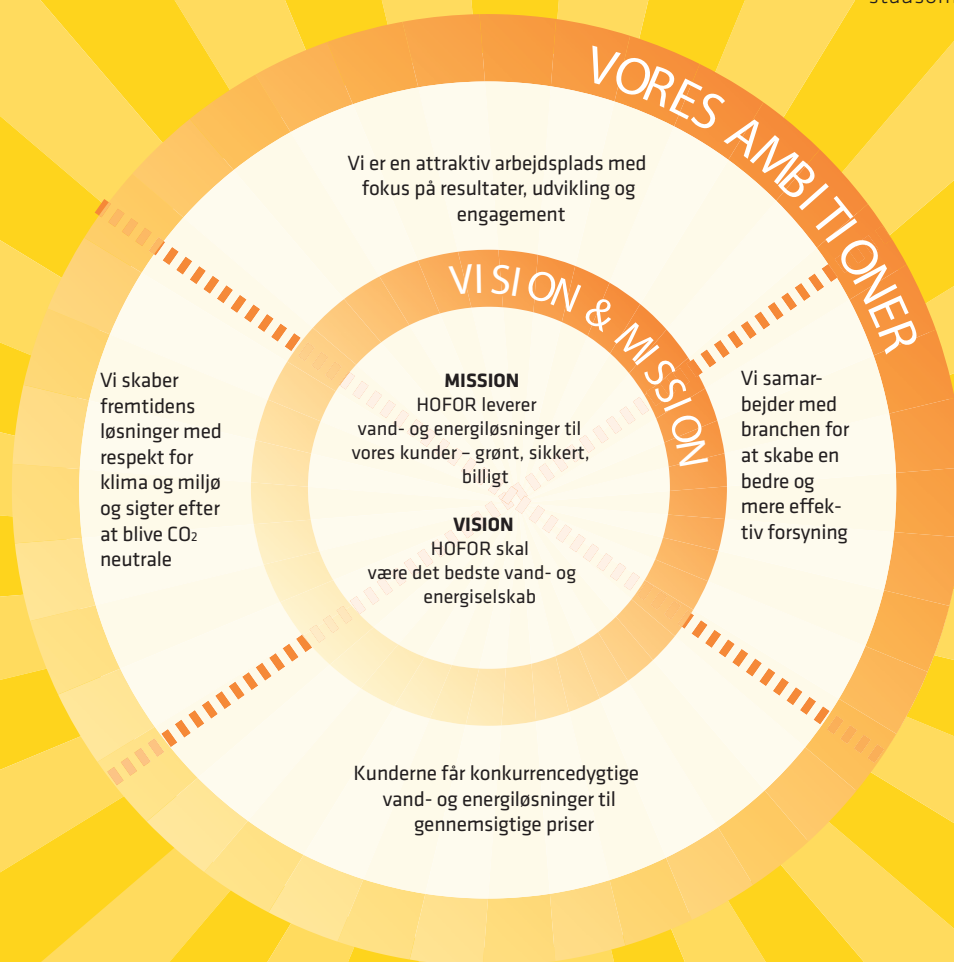 VORES AMBITIONER
Vi er en attraktiv arbejdsplads med
fokus på resultater, udvikling og
engagement
VISION & MISSION
MISSION
HOFOR leverer
vand- og energiløsninger til
vores kunder – grønt, sikkert,
billigt
VISION
HOFOR skal
være det bedste vand- og
energiselskab
Vi skaber
fremtidens
løsninger med
respekt for
klima og miljø
og sigter efter
at blive CO₂
neutrale
Vi samar-
bejder med
branchen for
at skabe en
bedre og
mere effek-
tiv forsyning
Kunderne får konkurrencedygtige
vand- og energiløsninger til
gennemsigtige priser